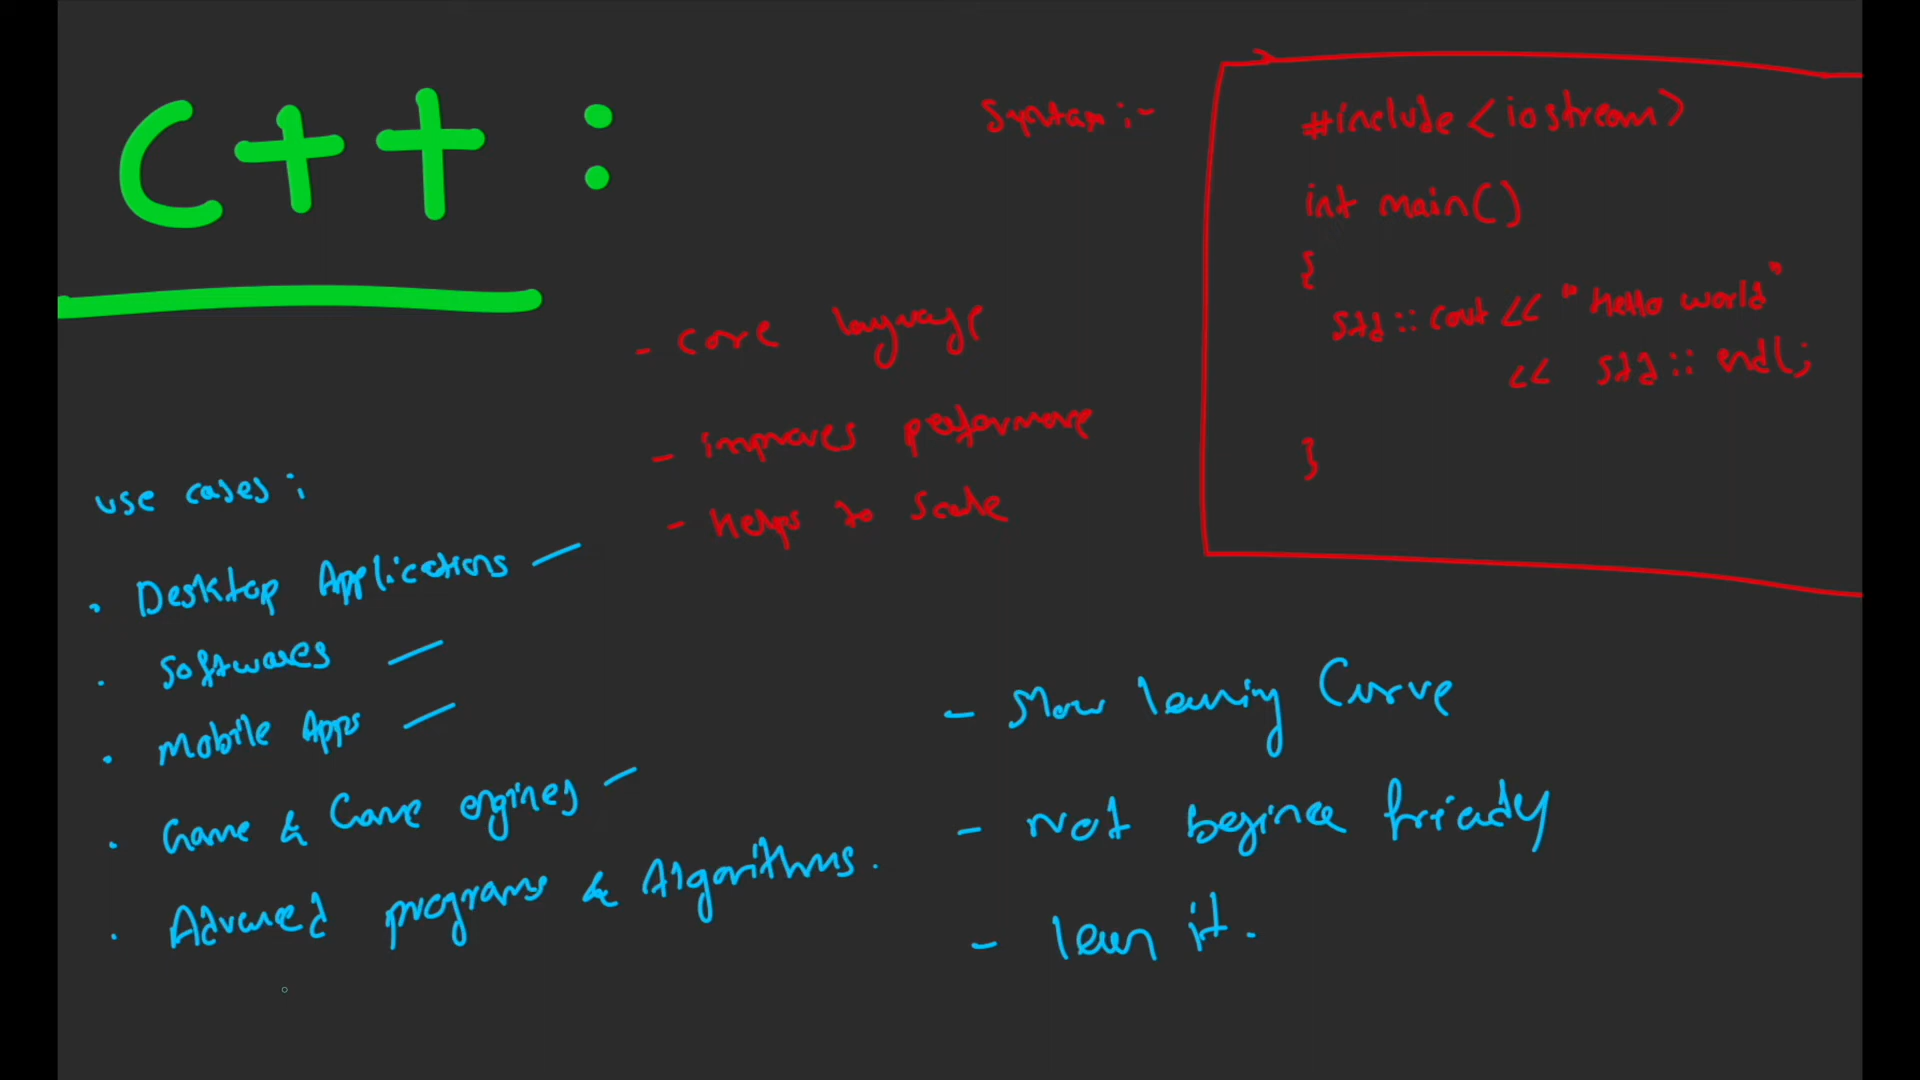 C++ :
Syntax :-
#include <iostream>
int main()
{
std :: cout << "Hello world"
<< std :: endl;
}
- core language
- improves performance
- helps to scale
use cases :
• Desktop Applications —
• Softwares —
• Mobile Apps —
• Game & Game engines —
• Advanced programs & Algorithms.
- Slow learning Curve
- Not beginner friendly
- learn it.